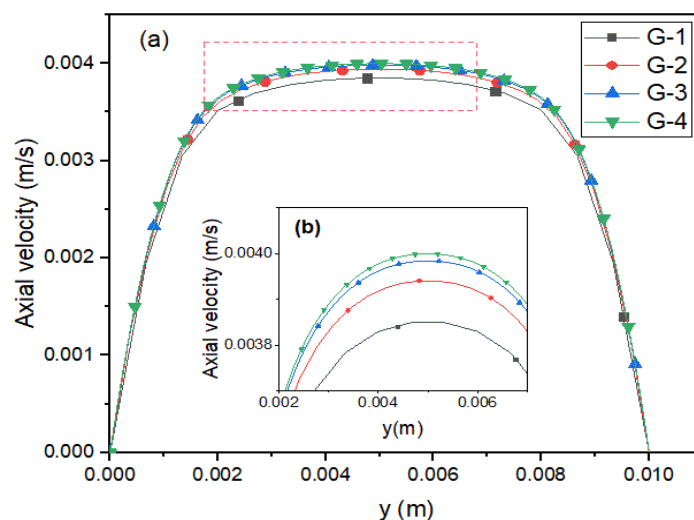 (a)
G-1
G-2
G-3
G-4
Axial velocity (m/s)
0.004
0.003
0.002
0.001
0.000
0.000 0.002 0.004 0.006 0.008 0.010
y (m)
(b)
Axial velocity (m/s)
0.0040
0.0038
0.002 0.004 0.006
y(m)